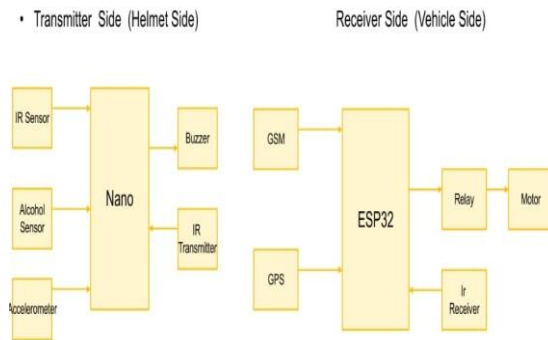 • Transmitter Side (Helmet Side)
Receiver Side (Vehicle Side)
IR Sensor
Alcohol
Sensor
Accelerometer
Nano
Buzzer
IR
Transmitter
GSM
GPS
ESP32
Relay
Motor
Ir
Receiver